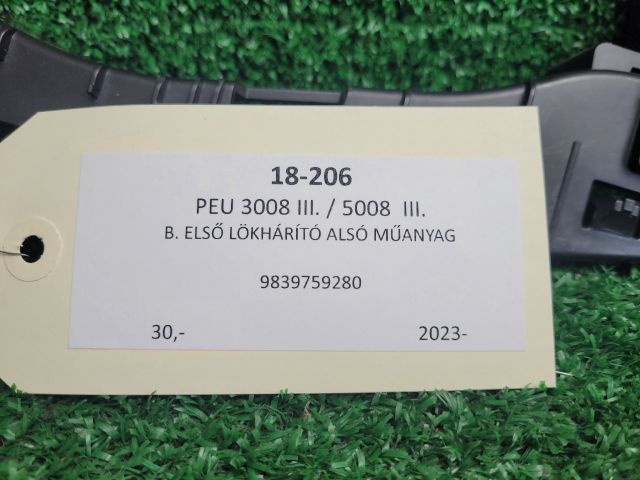 18-206
PEU 3008 III. / 5008 III.
B. ELSŐ LÖKHÁRÍTÓ ALSÓ MŰANYAG
9839759280
30,- 2023-